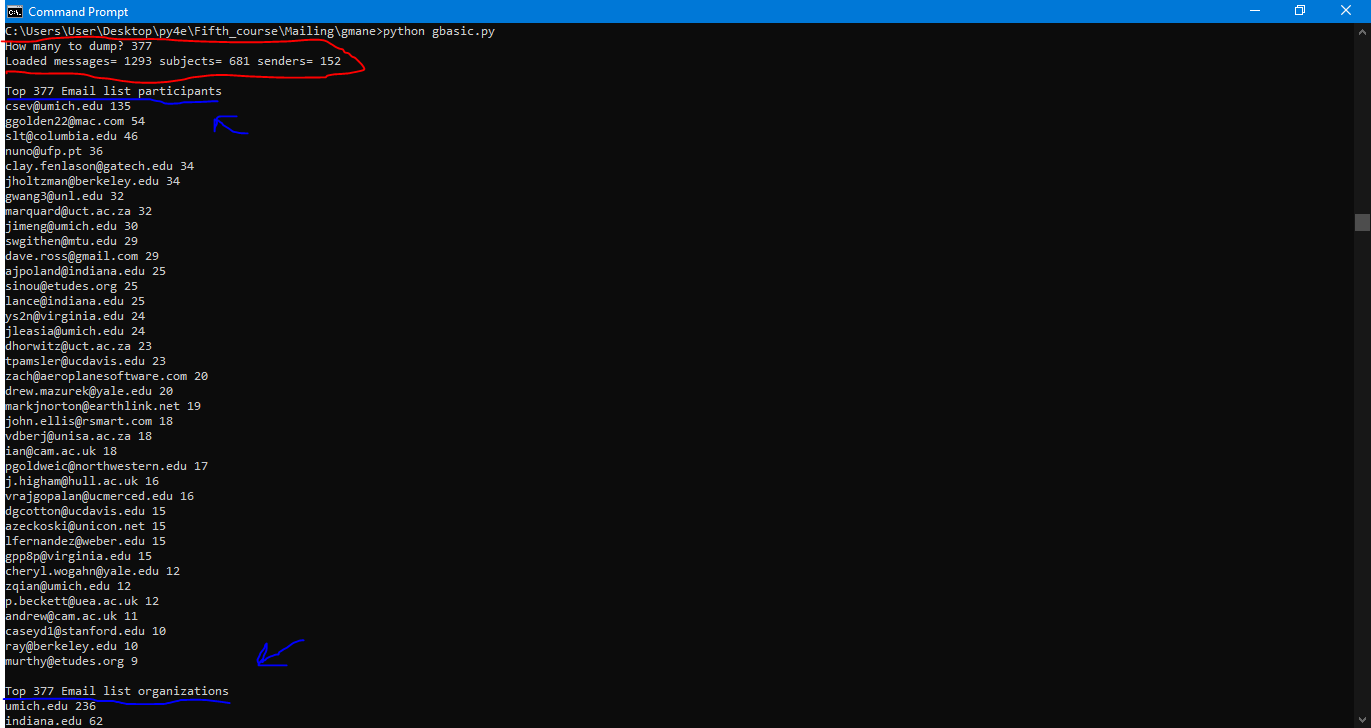 Command Prompt
C:\Users\User\Desktop\py4e\Fifth_course\Mailing\gmane>python gbasic.py
How many to dump? 377
Loaded messages= 1293 subjects= 681 senders= 152
Top 377 Email list participants
csev@umich.edu 135
ggolden22@mac.com 54
slt@columbia.edu 46
nuno@ufp.pt 36
clay.fenlason@gatech.edu 34
jholtzman@berkeley.edu 34
gwang3@unl.edu 32
marquard@uct.ac.za 32
jimeng@umich.edu 30
swgithen@mtu.edu 29
dave.ross@gmail.com 29
ajpoland@indiana.edu 25
sinou@etudes.org 25
lance@indiana.edu 25
ys2n@virginia.edu 24
jleasia@umich.edu 24
dhorwitz@uct.ac.za 23
tpamsler@ucdavis.edu 23
zach@aeroplanesoftware.com 20
drew.mazurek@yale.edu 20
markjnorton@earthlink.net 19
john.ellis@rsmart.com 18
vdberj@unisa.ac.za 18
ian@cam.ac.uk 18
pgoldweic@northwestern.edu 17
j.higham@hull.ac.uk 16
vrajgopalan@ucmerced.edu 16
dgcotton@ucdavis.edu 15
azeckoski@unicon.net 15
lfernandez@weber.edu 15
gpp8p@virginia.edu 15
cheryl.wogahn@yale.edu 12
zqian@umich.edu 12
p.beckett@uea.ac.uk 12
andrew@cam.ac.uk 11
caseyd1@stanford.edu 10
ray@berkeley.edu 10
murthy@etudes.org 9
Top 377 Email list organizations
umich.edu 236
indiana.edu 62